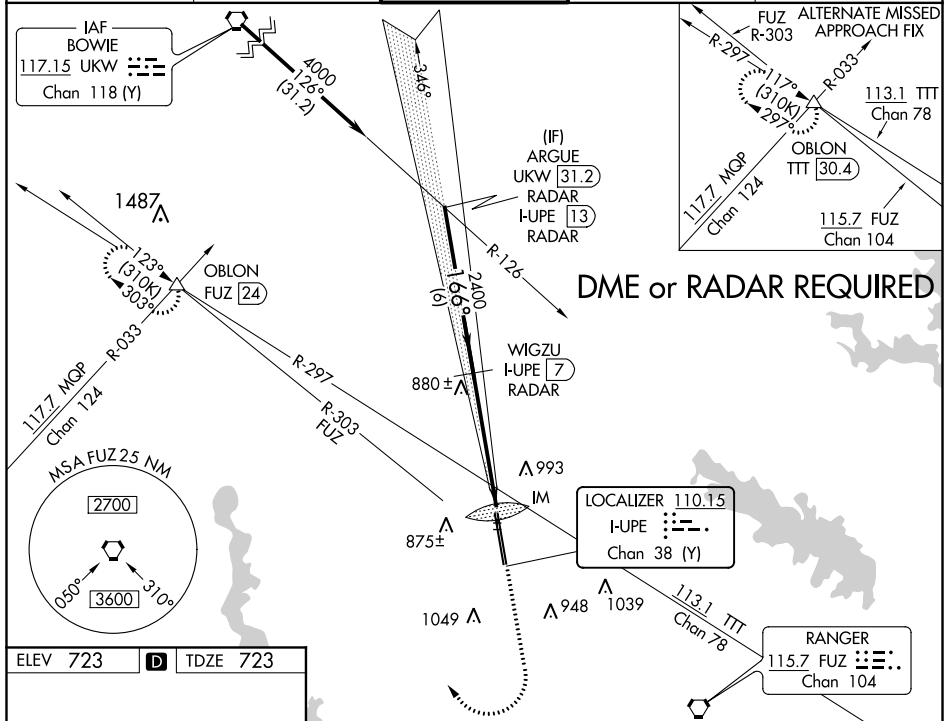 IAF
BOWIE
117.15 UKW
Chan 118 (Y)
4000
126°
(31.2)
346°
(IF)
ARGUE
UKW 31.2
RADAR
I-UPE 13
RADAR
R-126
2400
166°
(6)
WIGZU
I-UPE 7
RADAR
FUZ
R-303
ALTERNATE MISSED
APPROACH FIX
R-297
117°
(310K)
297°
R-033
113.1 TTT
Chan 78
OBLON
TTT 30.4
117.7 MQP
Chan 124
115.7 FUZ
Chan 104
DME or RADAR REQUIRED
1487
123°
(310K)
303°
OBLON
FUZ 24
R-033
117.7 MQP
Chan 124
R-297
R-303
FUZ
880 ±
993
IM
875±
LOCALIZER 110.15
I-UPE
Chan 38 (Y)
MSA FUZ 25 NM
2700
050°
310°
3600
1049
948
1039
113.1 TTT
Chan 78
RANGER
115.7 FUZ
Chan 104
ELEV 723
D
TDZE 723